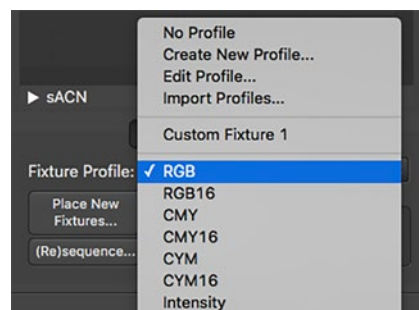 No Profile
Create New Profile...
Edit Profile...
Import Profiles...
▶ sACN
Custom Fixture 1
Fixture Profile: ✓ RGB
RGB16
Place New
Fixtures...
CMY
CMY16
(Re)sequence...
CYM
CYM16
Intensity